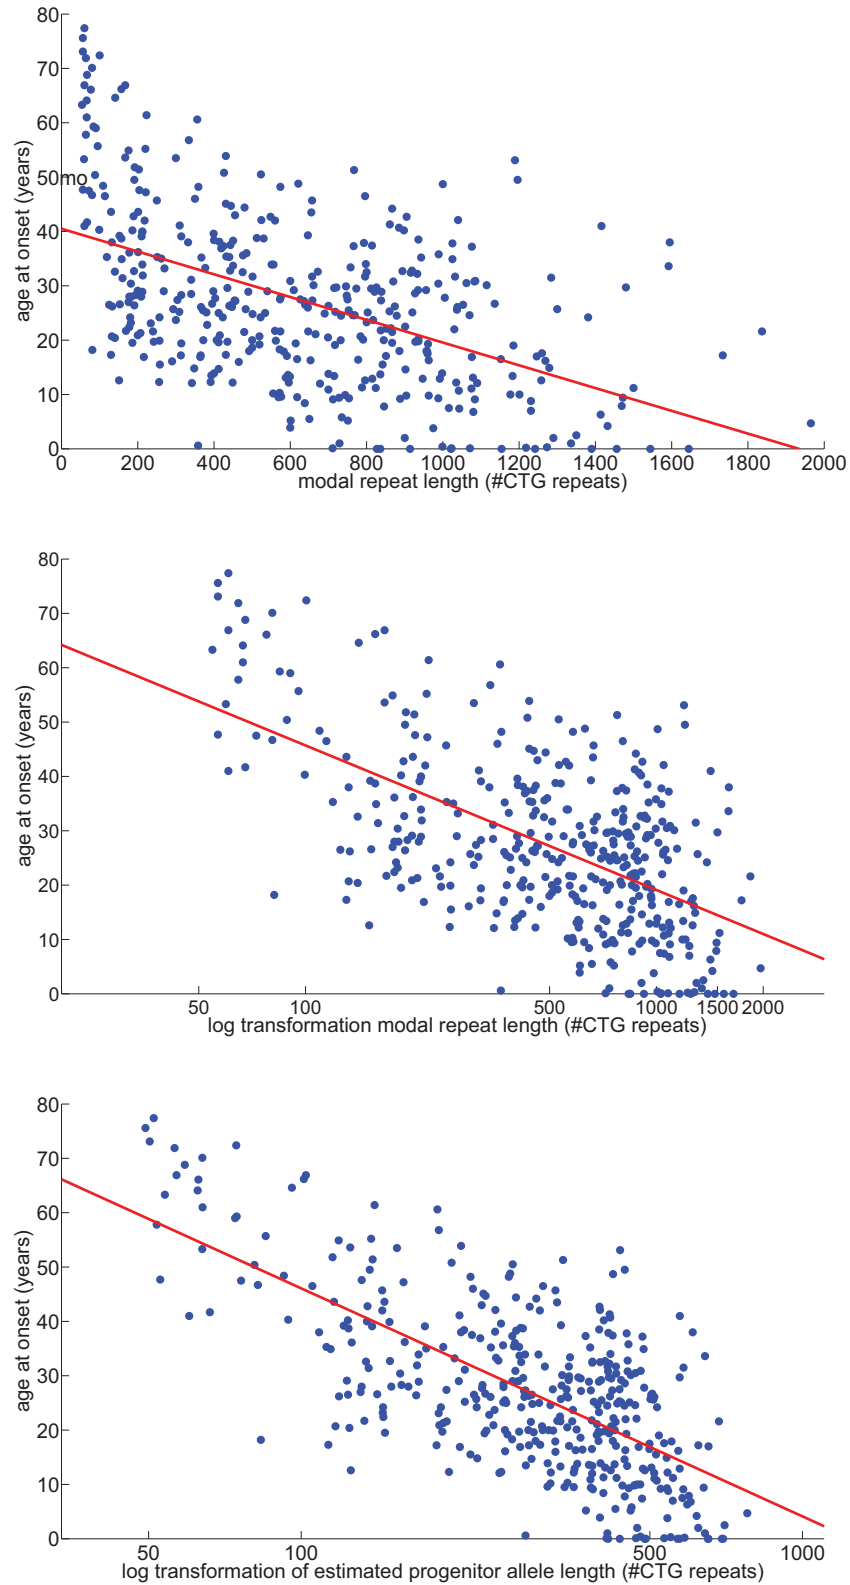 80
70
60
50
mo
40
30
20
10
0
age at onset (years)
0 200 400 600 800 1000 1200 1400 1600 1800 2000
modal repeat length (#CTG repeats)
80
70
60
50
40
30
20
10
0
age at onset (years)
50 100 500 1000 1500 2000
log transformation modal repeat length (#CTG repeats)
80
70
60
50
40
30
20
10
0
age at onset (years)
50 100 500 1000
log transformation of estimated progenitor allele length (#CTG repeats)